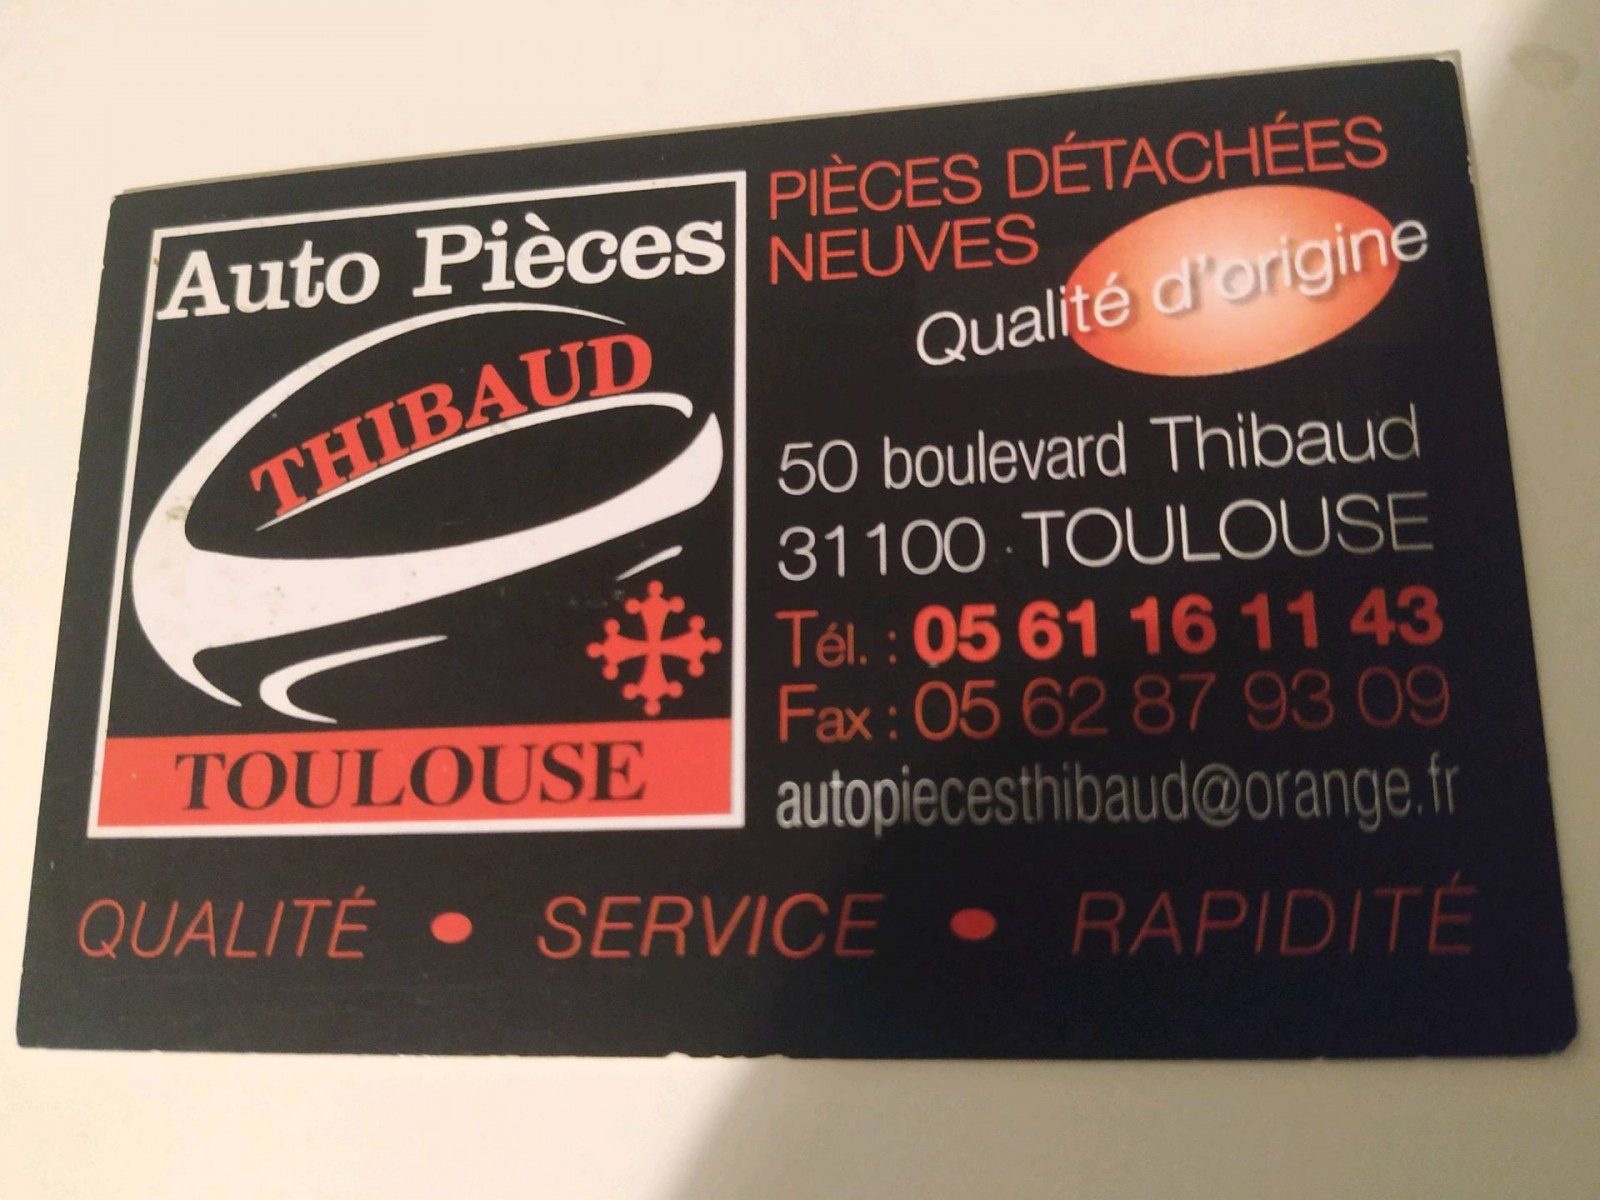 Auto Pièces
THIBAUD
TOULOUSE
PIÈCES DÉTACHÉES
NEUVES
Qualité d'origine
50 boulevard Thibaud
31100 · TOULOUSE
Tél. : 05 61 16 11 43
Fax : 05 62 87 93 09
autopiecesthibaud@orange.fr
QUALITÉ • SERVICE • RAPIDITÉ